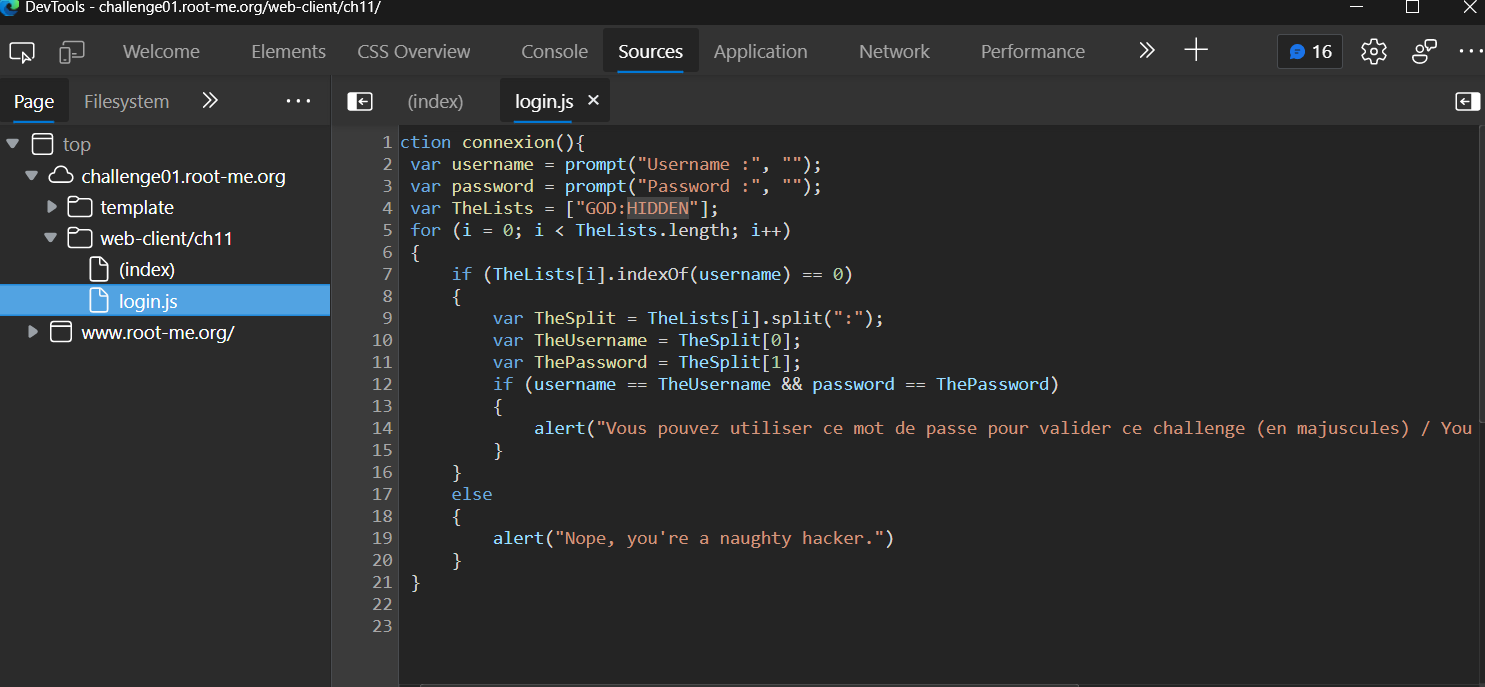 DevTools - challenge01.root-me.org/web-client/ch11/
Welcome Elements CSS Overview Console Sources Application Network Performance 16
Page Filesystem (index) login.js
top
challenge01.root-me.org
template
web-client/ch11
(index)
login.js
www.root-me.org/
1 ction connexion(){
2 var username = prompt("Username :", "");
3 var password = prompt("Password :", "");
4 var TheLists = ["GOD:HIDDEN"];
5 for (i = 0; i < TheLists.length; i++)
6 {
7 if (TheLists[i].indexOf(username) == 0)
8 {
9 var TheSplit = TheLists[i].split(":");
10 var TheUsername = TheSplit[0];
11 var ThePassword = TheSplit[1];
12 if (username == TheUsername && password == ThePassword)
13 {
14 alert("Vous pouvez utiliser ce mot de passe pour valider ce challenge (en majuscules) / You
15 }
16 }
17 else
18 {
19 alert("Nope, you're a naughty hacker.")
20 }
21 }
22
23